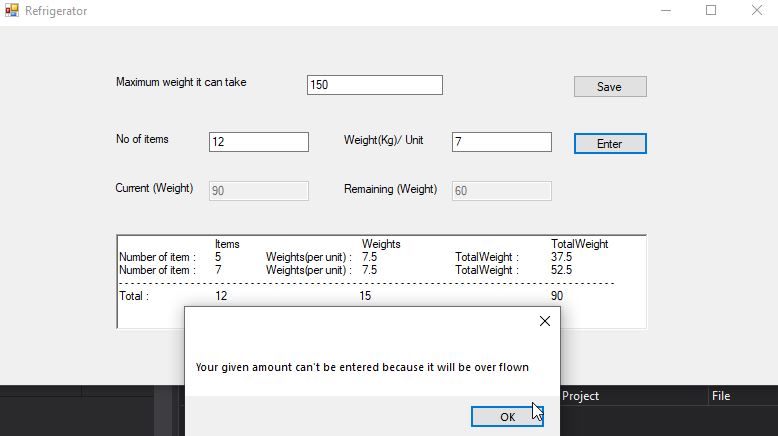 Refrigerator
Maximum weight it can take 150 Save
No of items 12 Weight(Kg)/ Unit 7 Enter
Current (Weight) 90 Remaining (Weight) 60
Items Weights TotalWeight
Number of item : 5 Weights(per unit) : 7.5 TotalWeight : 37.5
Number of item : 7 Weights(per unit) : 7.5 TotalWeight : 52.5
Total : 12 15 90
Your given amount can't be entered because it will be over flown
Project File
OK